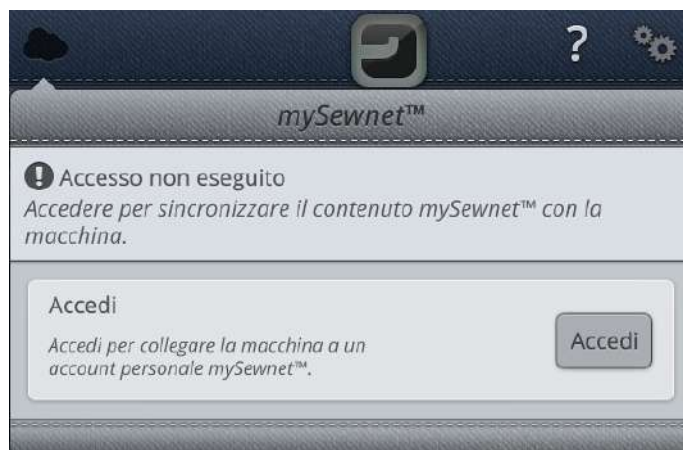 ?
mySewnet™
! Accesso non eseguito
Accedere per sincronizzare il contenuto mySewnet™ con la
macchina.
Accedi
Accedi per collegare la macchina a un
account personale mySewnet™.
Accedi